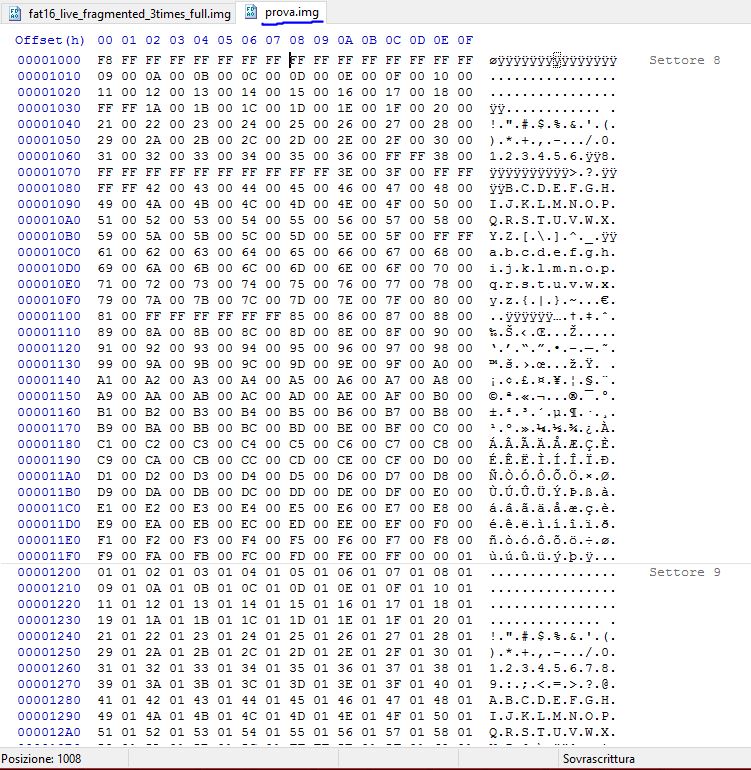 fat16_live_fragmented_3times_full.img prova.img
Offset(h) 00 01 02 03 04 05 06 07 08 09 0A 0B 0C 0D 0E 0F
00001000 F8 FF FF FF FF FF FF FF FF FF FF FF FF FF FF FF øÿÿÿÿÿÿÿÿÿÿÿÿÿÿÿ Settore 8
00001010 09 00 0A 00 0B 00 0C 00 0D 00 0E 00 0F 00 10 00 ................
00001020 11 00 12 00 13 00 14 00 15 00 16 00 17 00 18 00 ................
00001030 FF FF 1A 00 1B 00 1C 00 1D 00 1E 00 1F 00 20 00 ÿÿ............ .
00001040 21 00 22 00 23 00 24 00 25 00 26 00 27 00 28 00 !.".#.$.%.&.'.(.
00001050 29 00 2A 00 2B 00 2C 00 2D 00 2E 00 2F 00 30 00 ).*.+.,.-.../.0.
00001060 31 00 32 00 33 00 34 00 35 00 36 00 FF FF 38 00 1.2.3.4.5.6.ÿÿ8.
00001070 FF FF FF FF FF FF FF FF FF FF 3E 00 3F 00 FF FF ÿÿÿÿÿÿÿÿÿÿ>.?.ÿÿ
00001080 FF FF 42 00 43 00 44 00 45 00 46 00 47 00 48 00 ÿÿB.C.D.E.F.G.H.
00001090 49 00 4A 00 4B 00 4C 00 4D 00 4E 00 4F 00 50 00 I.J.K.L.M.N.O.P.
000010A0 51 00 52 00 53 00 54 00 55 00 56 00 57 00 58 00 Q.R.S.T.U.V.W.X.
000010B0 59 00 5A 00 5B 00 5C 00 5D 00 5E 00 5F 00 FF FF Y.Z.[.\.].^._.ÿÿ
000010C0 61 00 62 00 63 00 64 00 65 00 66 00 67 00 68 00 a.b.c.d.e.f.g.h.
000010D0 69 00 6A 00 6B 00 6C 00 6D 00 6E 00 6F 00 70 00 i.j.k.l.m.n.o.p.
000010E0 71 00 72 00 73 00 74 00 75 00 76 00 77 00 78 00 q.r.s.t.u.v.w.x.
000010F0 79 00 7A 00 7B 00 7C 00 7D 00 7E 00 7F 00 80 00 y.z.{.|.}.~...€.
00001100 81 00 FF FF FF FF FF FF 85 00 86 00 87 00 88 00 ..ÿÿÿÿÿÿ….†.‡.ˆ.
00001110 89 00 8A 00 8B 00 8C 00 8D 00 8E 00 8F 00 90 00 ‰.Š.‹.Œ...Ž.....
00001120 91 00 92 00 93 00 94 00 95 00 96 00 97 00 98 00 ‘.’.“.”.•.–.—.˜.
00001130 99 00 9A 00 9B 00 9C 00 9D 00 9E 00 9F 00 A0 00 ™.š.›.œ...ž.Ÿ. .
00001140 A1 00 A2 00 A3 00 A4 00 A5 00 A6 00 A7 00 A8 00 ¡.¢.£.¤.¥.¦.§.¨.
00001150 A9 00 AA 00 AB 00 AC 00 AD 00 AE 00 AF 00 B0 00 ©.ª.«.¬...®.¯.°.
00001160 B1 00 B2 00 B3 00 B4 00 B5 00 B6 00 B7 00 B8 00 ±.².³.´.µ.¶.·.¸.
00001170 B9 00 BA 00 BB 00 BC 00 BD 00 BE 00 BF 00 C0 00 ¹.º.».¼.½.¾.¿.À.
00001180 C1 00 C2 00 C3 00 C4 00 C5 00 C6 00 C7 00 C8 00 Á.Â.Ã.Ä.Å.Æ.Ç.È.
00001190 C9 00 CA 00 CB 00 CC 00 CD 00 CE 00 CF 00 D0 00 É.Ê.Ë.Ì.Í.Î.Ï.Ð.
000011A0 D1 00 D2 00 D3 00 D4 00 D5 00 D6 00 D7 00 D8 00 Ñ.Ò.Ó.Ô.Õ.Ö.×.Ø.
000011B0 D9 00 DA 00 DB 00 DC 00 DD 00 DE 00 DF 00 E0 00 Ù.Ú.Û.Ü.Ý.Þ.ß.à.
000011C0 E1 00 E2 00 E3 00 E4 00 E5 00 E6 00 E7 00 E8 00 á.â.ã.ä.å.æ.ç.è.
000011D0 E9 00 EA 00 EB 00 EC 00 ED 00 EE 00 EF 00 F0 00 é.ê.ë.ì.í.î.ï.ð.
000011E0 F1 00 F2 00 F3 00 F4 00 F5 00 F6 00 F7 00 F8 00 ñ.ò.ó.ô.õ.ö.÷.ø.
000011F0 F9 00 FA 00 FB 00 FC 00 FD 00 FE 00 FF 00 00 01 ù.ú.û.ü.ý.þ.ÿ...
00001200 01 01 02 01 03 01 04 01 05 01 06 01 07 01 08 01 ................ Settore 9
00001210 09 01 0A 01 0B 01 0C 01 0D 01 0E 01 0F 01 10 01 ................
00001220 11 01 12 01 13 01 14 01 15 01 16 01 17 01 18 01 ................
00001230 19 01 1A 01 1B 01 1C 01 1D 01 1E 01 1F 01 20 01 .............. .
00001240 21 01 22 01 23 01 24 01 25 01 26 01 27 01 28 01 !.".#.$.%.&.'.(.
00001250 29 01 2A 01 2B 01 2C 01 2D 01 2E 01 2F 01 30 01 ).*.+.,.-.../.0.
00001260 31 01 32 01 33 01 34 01 35 01 36 01 37 01 38 01 1.2.3.4.5.6.7.8.
00001270 39 01 3A 01 3B 01 3C 01 3D 01 3E 01 3F 01 40 01 9.:.;.<.=.>.?.@.
00001280 41 01 42 01 43 01 44 01 45 01 46 01 47 01 48 01 A.B.C.D.E.F.G.H.
00001290 49 01 4A 01 4B 01 4C 01 4D 01 4E 01 4F 01 50 01 I.J.K.L.M.N.O.P.
000012A0 51 01 52 01 53 01 54 01 55 01 56 01 57 01 58 01 Q.R.S.T.U.V.W.X.
Posizione: 1008 Sovrascrittura